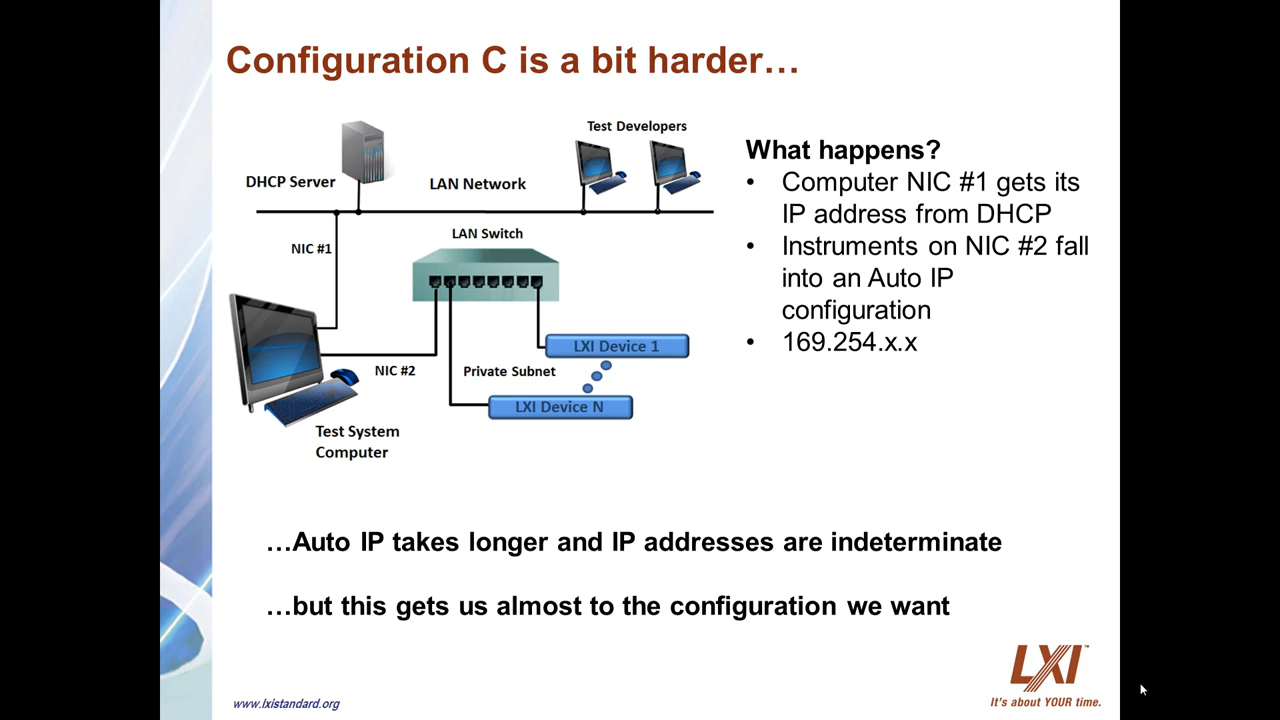 Configuration C is a bit harder…
Test Developers
DHCP Server
LAN Network
NIC #1
LAN Switch
LXI Device 1
NIC #2
Private Subnet
LXI Device N
Test System
Computer
What happens?
• Computer NIC #1 gets its
IP address from DHCP
• Instruments on NIC #2 fall
into an Auto IP
configuration
• 169.254.x.x
…Auto IP takes longer and IP addresses are indeterminate
…but this gets us almost to the configuration we want
LXI™
It's about YOUR time.
www.lxistandard.org